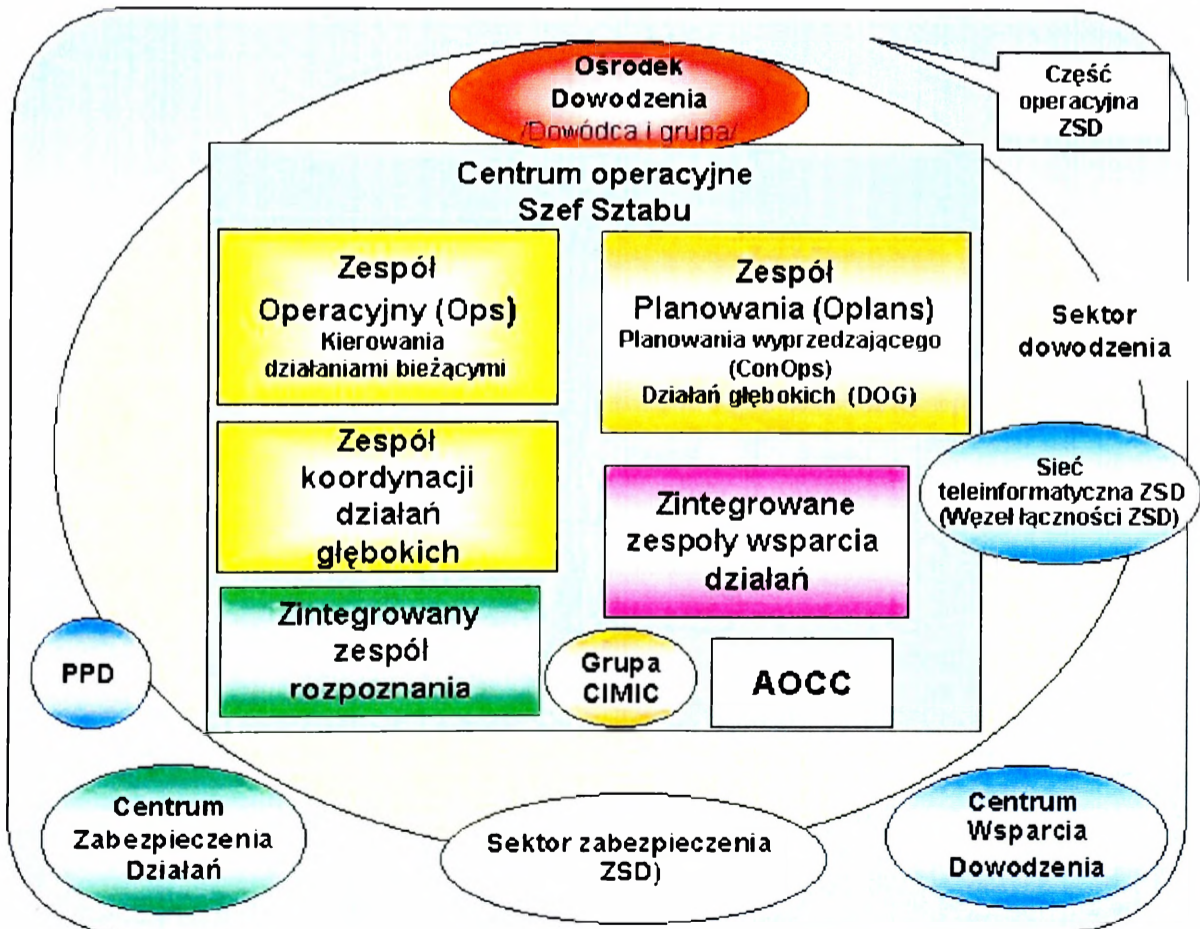 Ośrodek
Dowodzenia
/Dowódca i grupa/
Część
operacyjna
ZSD
Centrum operacyjne
Szef Sztabu
Zespół
Operacyjny (Ops)
Kierowania
działaniami bieżącymi
Zespół
Planowania (Oplans)
Planowania wyprzedzającego
(ConOps)
Działań głębokich (DOG)
Sektor
dowodzenia
Zespół
koordynacji
działań
głębokich
Zintegrowane
zespoły wsparcia
działań
Sieć
teleinformatyczna ZSD
(Węzeł łączności ZSD)
Zintegrowany
zespół
rozpoznania
Grupa
CIMIC
AOCC
PPD
Centrum
Zabezpieczenia
Działań
Sektor zabezpieczenia
ZSD)
Centrum
Wsparcia
Dowodzenia